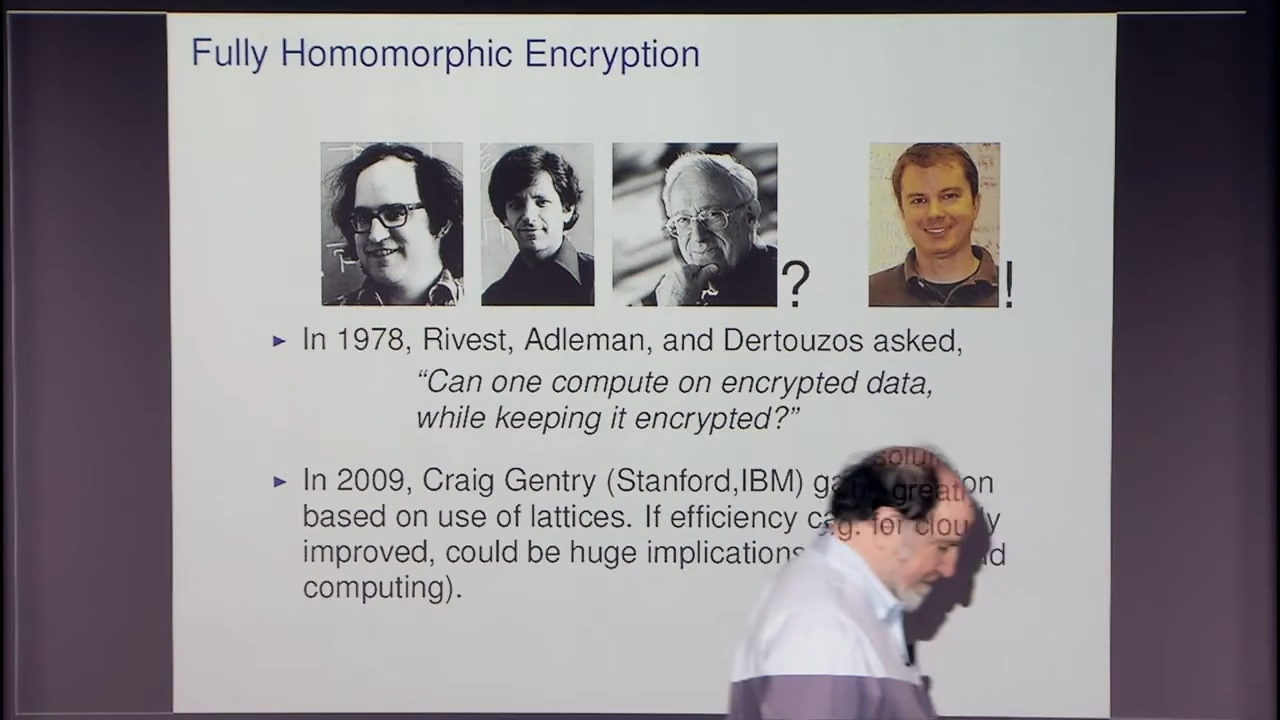 Fully Homomorphic Encryption
? !
► In 1978, Rivest, Adleman, and Dertouzos asked,
“Can one compute on encrypted data,
while keeping it encrypted?”
► In 2009, Craig Gentry (Stanford,IBM) gave solution
based on use of lattices. If efficiency can greatly
improved, could be huge implications e.g. for cloud
computing).